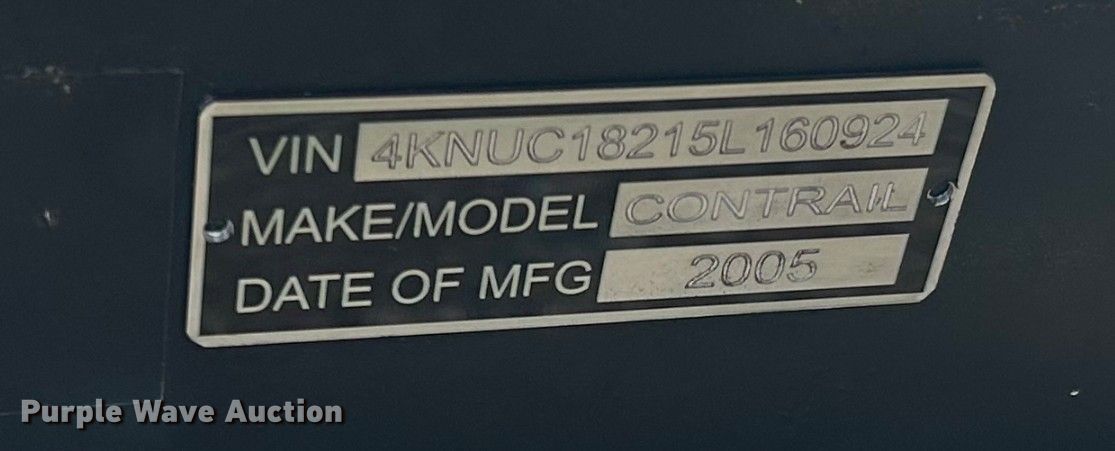 VIN 4KNUC18215L160924
MAKE/MODEL CONTRAIL
DATE OF MFG 2005
Purple Wave Auction